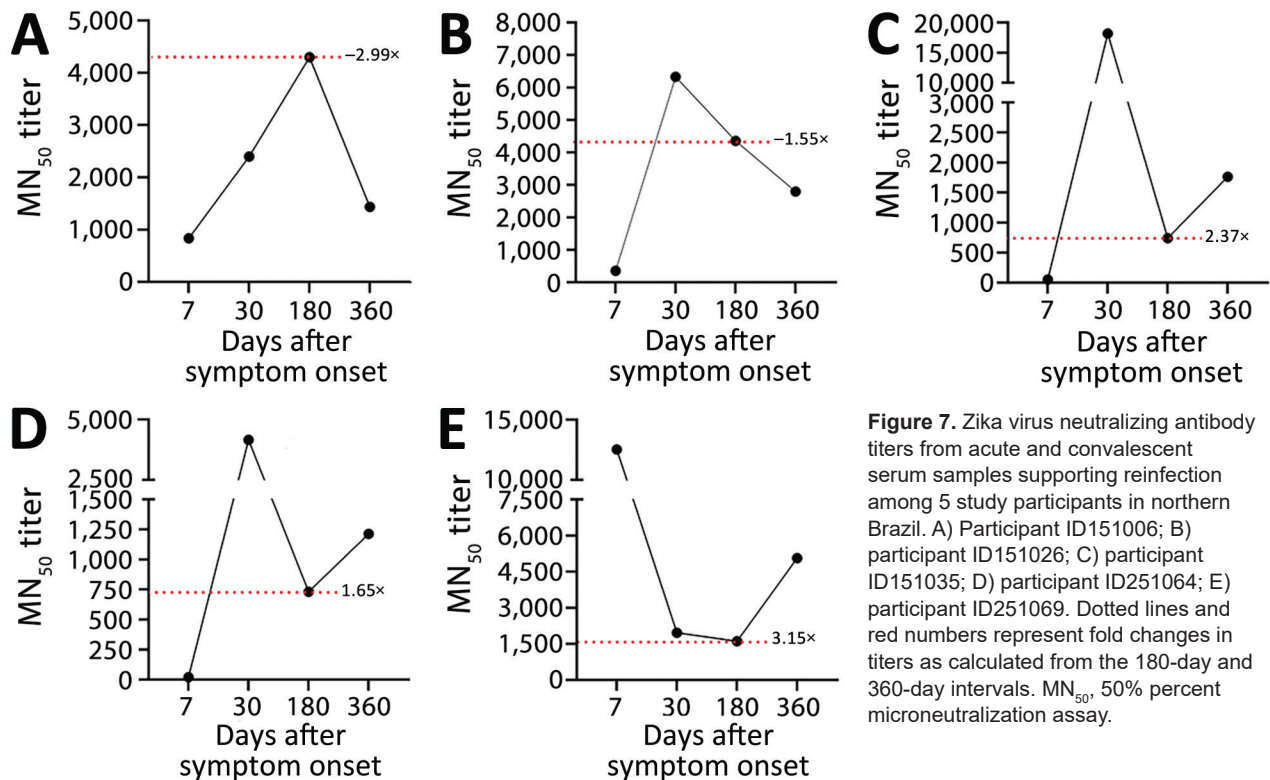 A
MN50 titer
5,000
4,000
3,000
2,000
1,000
0
−2.99×
7 30 180 360
Days after
symptom onset
B
MN50 titer
8,000
7,000
6,000
5,000
4,000
3,000
2,000
1,000
0
−1.55×
7 30 180 360
Days after
symptom onset
C
MN50 titer
20,000
15,000
10,000
3,000
2,500
2,000
1,500
1,000
500
0
2.37×
7 30 180 360
Days after
symptom onset
D
MN50 titer
5,000
2,500
1,500
1,250
1,000
750
500
250
0
1.65×
7 30 180 360
Days after
symptom onset
E
MN50 titer
15,000
10,000
7,500
6,000
4,500
3,000
1,500
0
3.15×
7 30 180 360
Days after
symptom onset
Figure 7. Zika virus neutralizing antibody
titers from acute and convalescent
serum samples supporting reinfection
among 5 study participants in northern
Brazil. A) Participant ID151006; B)
participant ID151026; C) participant
ID151035; D) participant ID251064; E)
participant ID251069. Dotted lines and
red numbers represent fold changes in
titers as calculated from the 180-day and
360-day intervals. MN50, 50% percent
microneutralization assay.